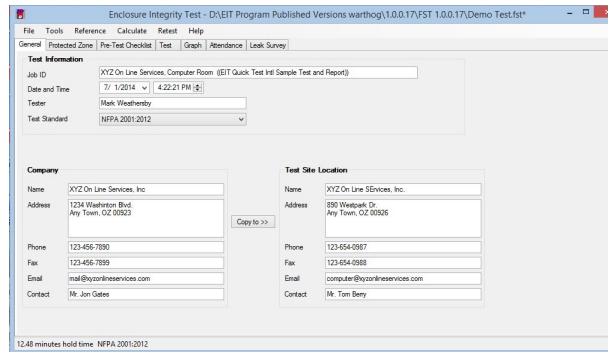 Enclosure Integrity Test - D:\EIT Program Published Versions warthog\1.0.0.17\FST 1.0.0.17\Demo Test.fst*
File Tools Reference Calculate Retest Help
General Protected Zone Pre-Test Checklist Test Graph Attendance Leak Survey
Test Information
Job ID XYZ On Line Services, Computer Room ((EIT Quick Test Intl Sample Test and Report))
Date and Time 7/ 1/2014 4:22:21 PM
Tester Mark Weathersby
Test Standard NFPA 2001:2012
Company Test Site Location
Name XYZ On Line Services, Inc Name XYZ On Line SErvices, Inc.
Address 1234 Washinton Blvd. Address 890 Westpark Dr.
Any Town, OZ 00923 Any Town, OZ 00926
Copy to >>
Phone 123-456-7890 Phone 123-654-0987
Fax 123-456-7899 Fax 123-654-0988
Email mail@xyzonlineservices.com Email computer@xyzonlineservices.com
Contact Mr. Jon Gates Contact Mr. Tom Berry
12.48 minutes hold time NFPA 2001:2012